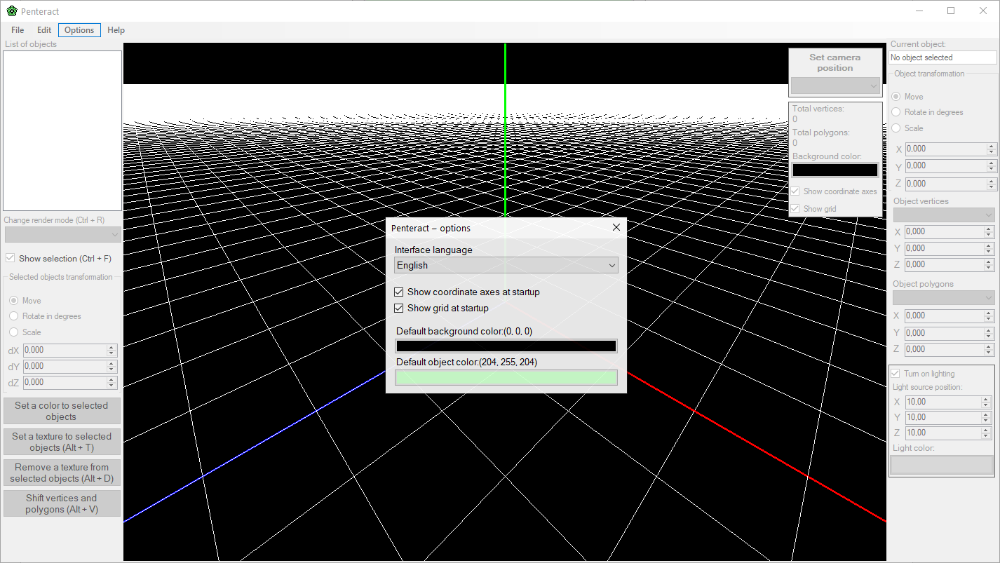 Penteract
File Edit Options Help
List of objects
Change render mode (Ctrl + R)
Show selection (Ctrl + F)
Selected objects transformation
Move
Rotate in degrees
Scale
dX 0,000
dY 0,000
dZ 0,000
Set a color to selected
objects
Set a texture to selected
objects (Alt + T)
Remove a texture from
selected objects (Alt + D)
Shift vertices and
polygons (Alt + V)
Penteract – options
Interface language
English
Show coordinate axes at startup
Show grid at startup
Default background color:(0, 0, 0)
Default object color:(204, 255, 204)
Set camera
position
Total vertices:
0
Total polygons:
0
Background color:
Show coordinate axes
Show grid
Current object:
No object selected
Object transformation
Move
Rotate in degrees
Scale
X 0,000
Y 0,000
Z 0,000
Object vertices
X 0,000
Y 0,000
Z 0,000
Object polygons
X 0,000
Y 0,000
Z 0,000
Turn on lighting
Light source position:
X 10,00
Y 10,00
Z 10,00
Light color: